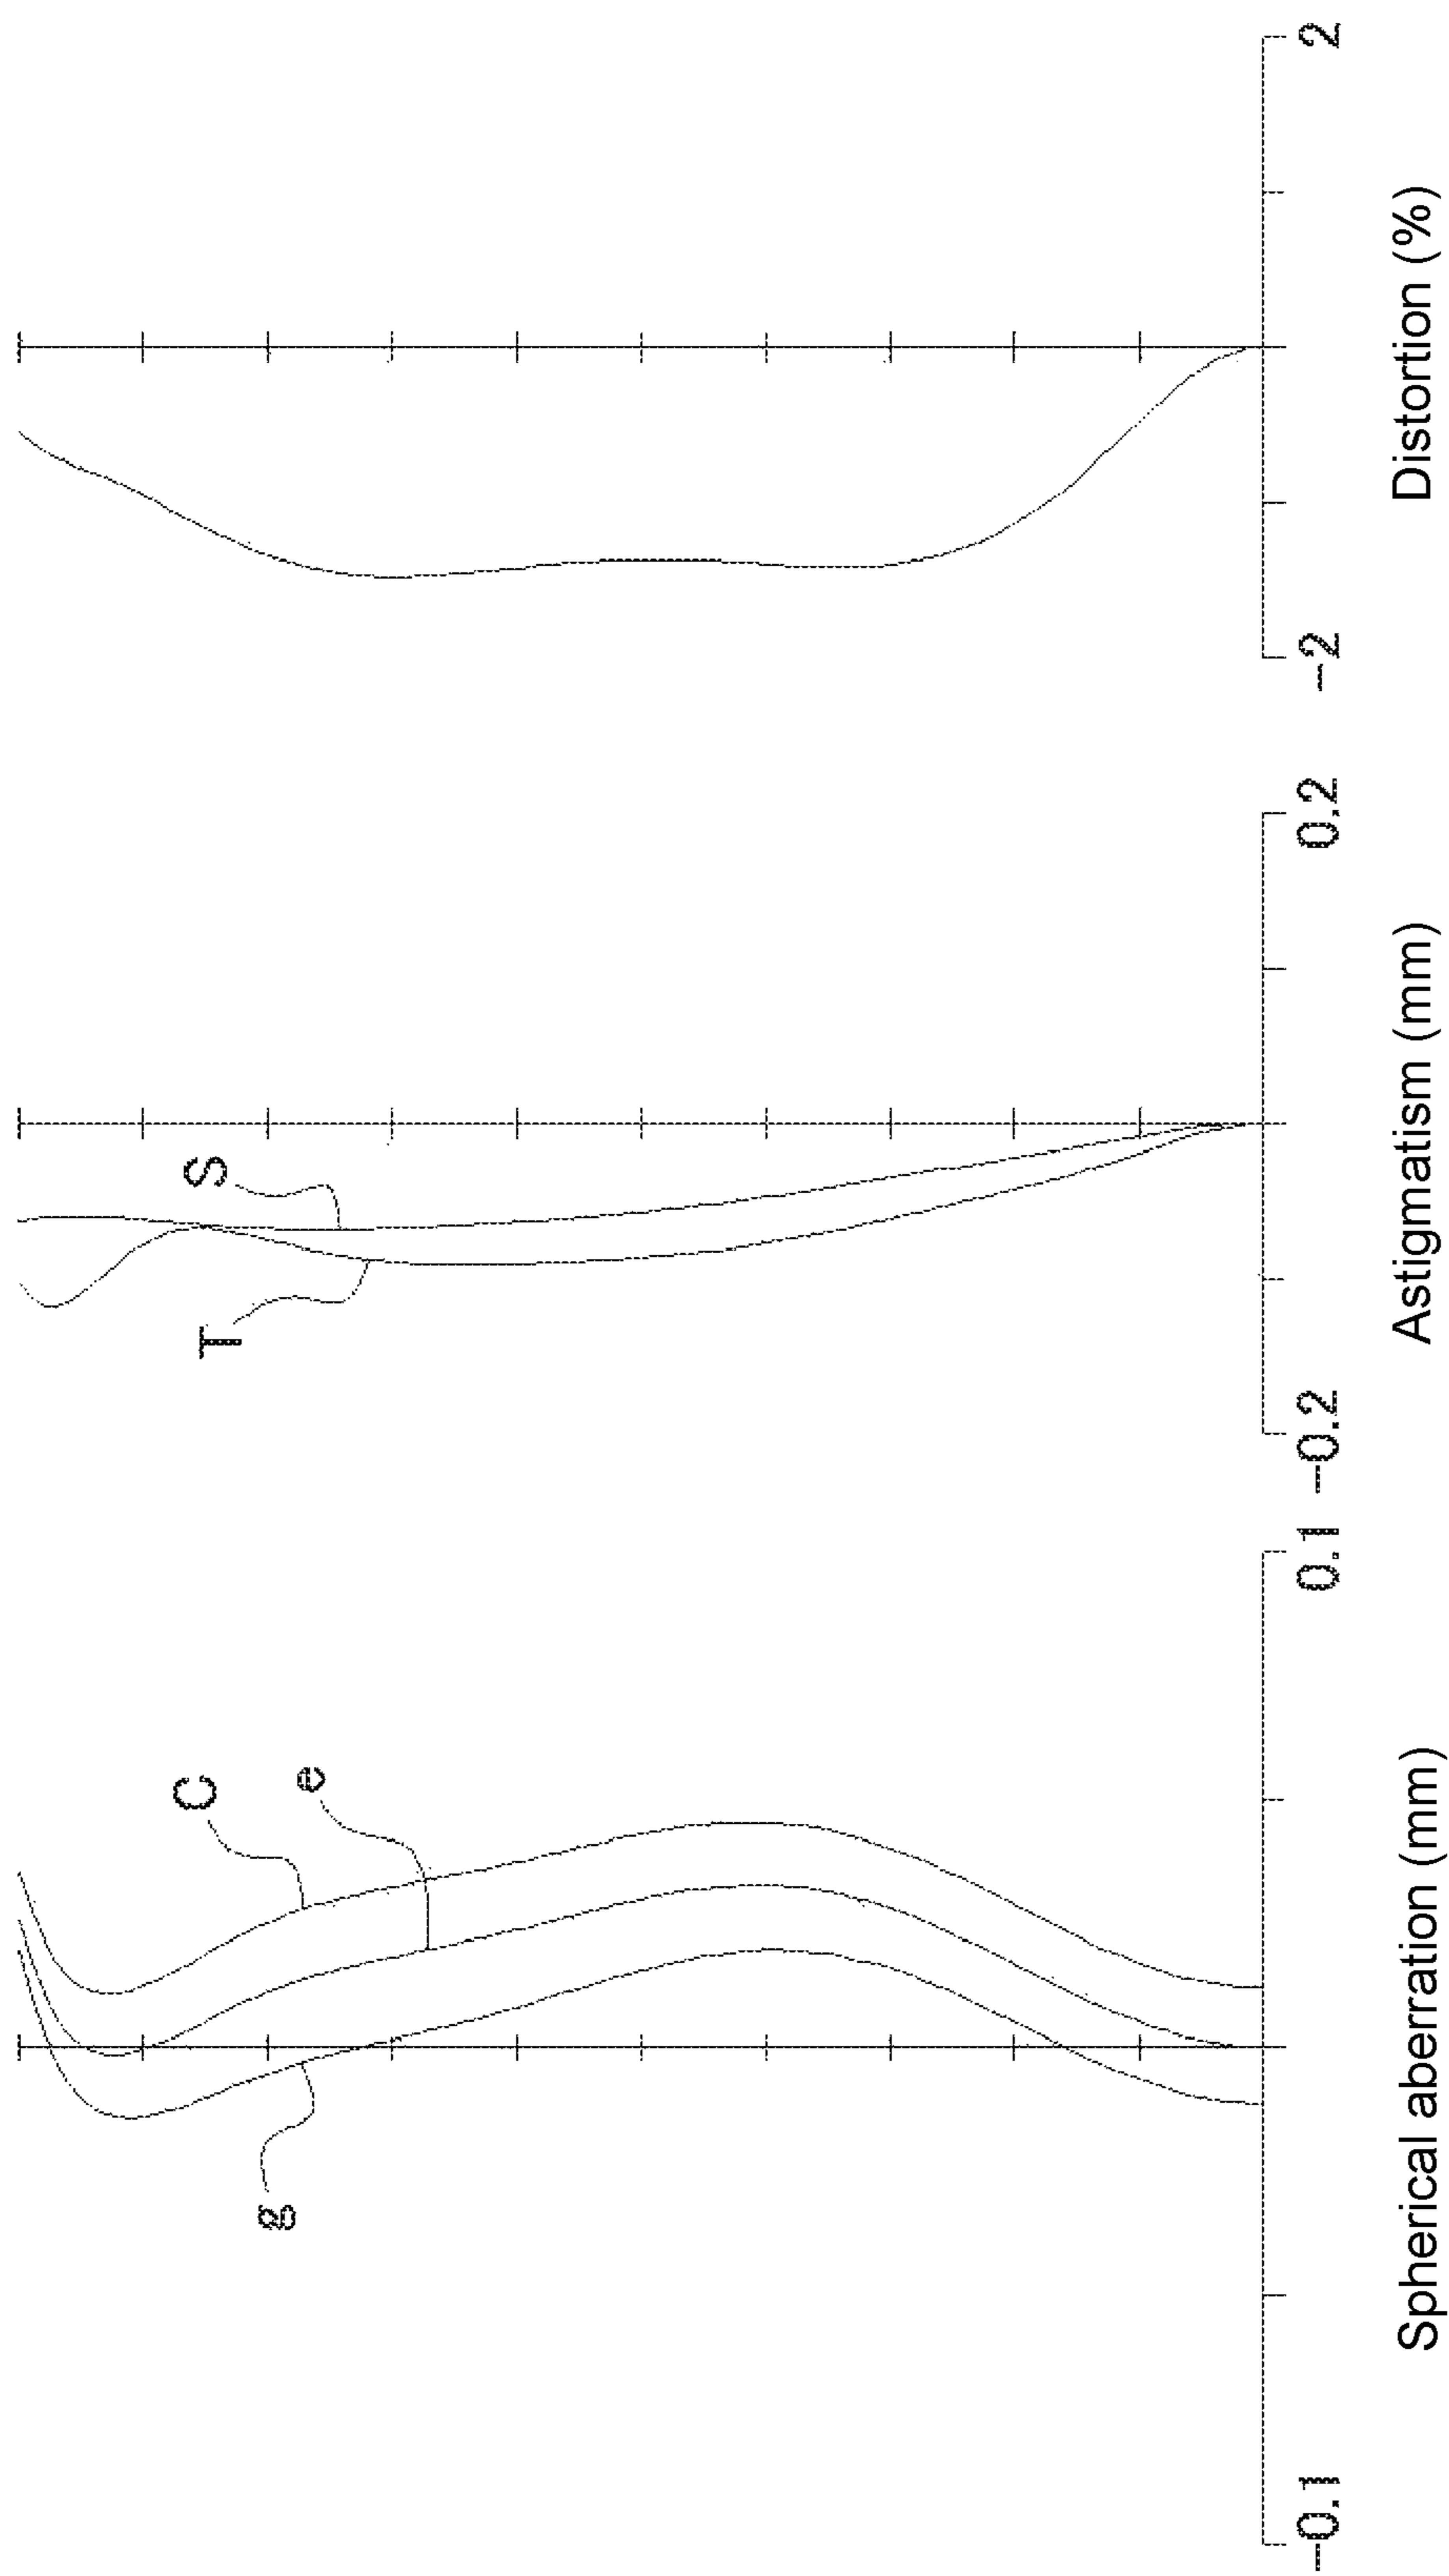 C
e
g
-0.1
0.1
Spherical aberration (mm)
S
T
-0.2
0.2
Astigmatism (mm)
-2
2
Distortion (%)